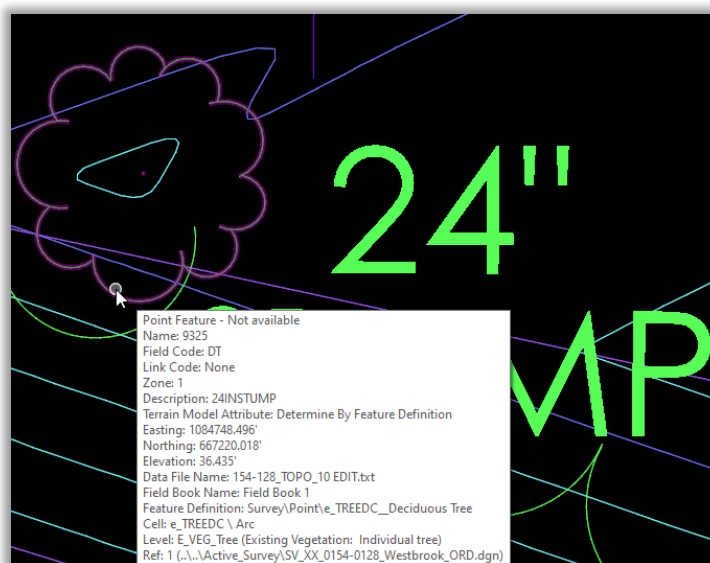 24"
MP
Point Feature - Not available
Name: 9325
Field Code: DT
Link Code: None
Zone: 1
Description: 24INSTUMP
Terrain Model Attribute: Determine By Feature Definition
Easting: 1084748.496'
Northing: 667220.018'
Elevation: 36.435'
Data File Name: 154-128_TOPO_10 EDIT.txt
Field Book Name: Field Book 1
Feature Definition: Survey\Point\e_TREEDC__Deciduous Tree
Cell: e_TREEDC \ Arc
Level: E_VEG_Tree (Existing Vegetation:  Individual tree)
Ref: 1 (..\..\Active_Survey\SV_XX_0154-0128_Westbrook_ORD.dgn)